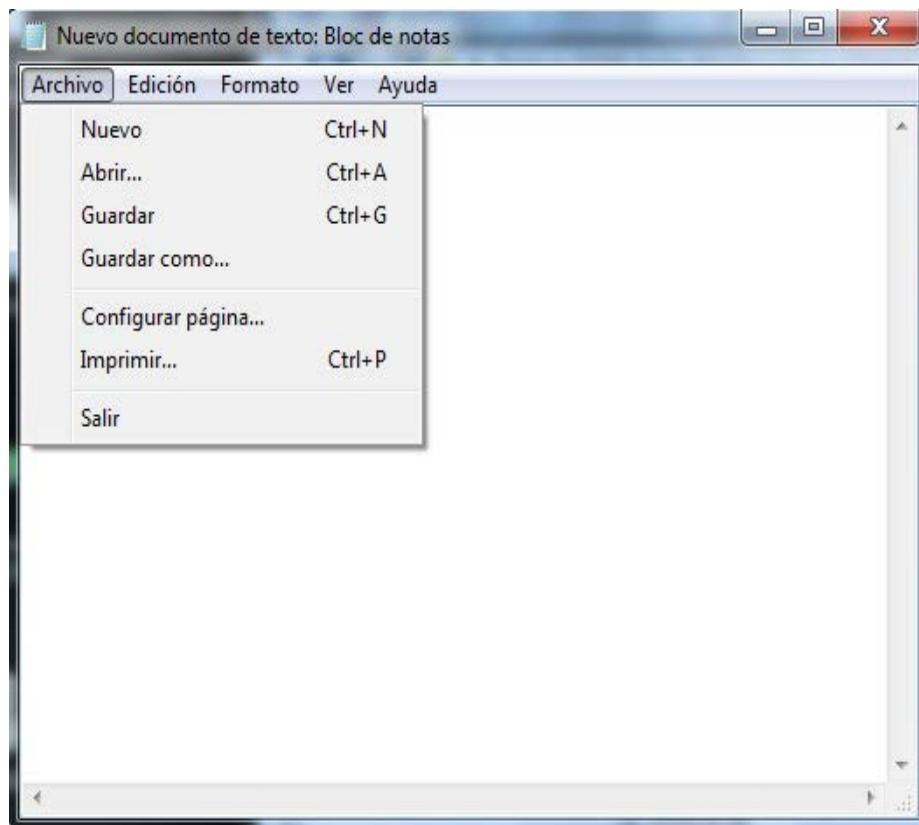 Nuevo documento de texto: Bloc de notas
Archivo Edición Formato Ver Ayuda
Nuevo Ctrl+N
Abrir... Ctrl+A
Guardar Ctrl+G
Guardar como...
Configurar página...
Imprimir... Ctrl+P
Salir